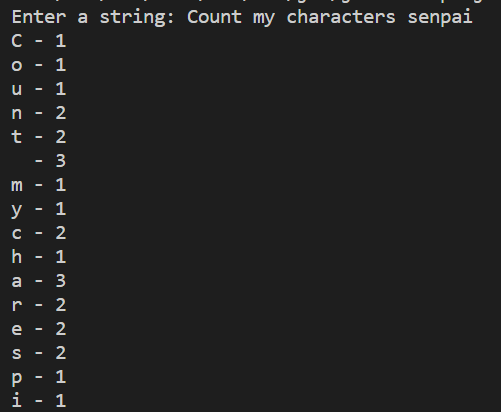 Enter a string: Count my characters senpai
C - 1
o - 1
u - 1
n - 2
t - 2
  - 3
m - 1
y - 1
c - 2
h - 1
a - 3
r - 2
e - 2
s - 2
p - 1
i - 1